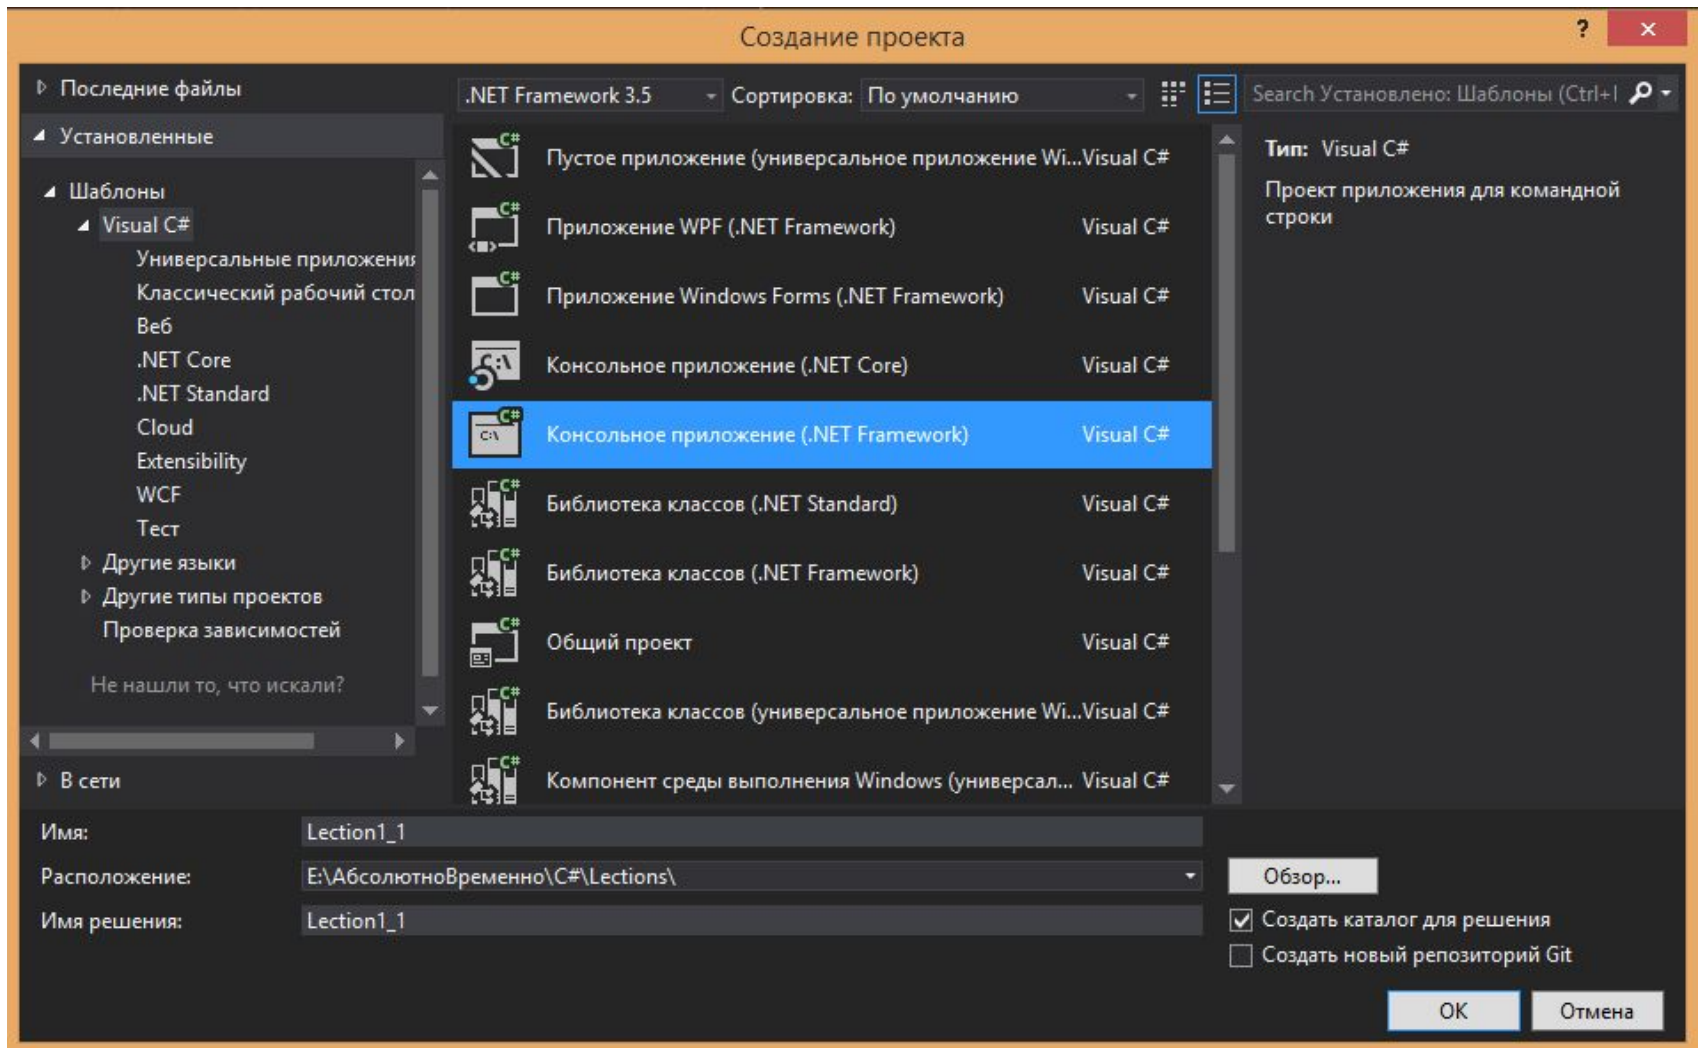 Создание проекта
?
Последние файлы
Установленные
Шаблоны
Visual C#
Универсальные приложения
Классический рабочий стол
Веб
.NET Core
.NET Standard
Cloud
Extensibility
WCF
Тест
Другие языки
Другие типы проектов
Проверка зависимостей
Не нашли то, что искали?
В сети
.NET Framework 3.5 Сортировка: По умолчанию
Search Установлено: Шаблоны (Ctrl+
Пустое приложение (универсальное приложение Wi... Visual C#
Приложение WPF (.NET Framework) Visual C#
Приложение Windows Forms (.NET Framework) Visual C#
Консольное приложение (.NET Core) Visual C#
Консольное приложение (.NET Framework) Visual C#
Библиотека классов (.NET Standard) Visual C#
Библиотека классов (.NET Framework) Visual C#
Общий проект Visual C#
Библиотека классов (универсальное приложение Wi... Visual C#
Компонент среды выполнения Windows (универсал... Visual C#
Тип: Visual C#
Проект приложения для командной
строки
Имя: Lection1_1
Расположение: E:\АбсолютноВременно\C#\Lections\
Имя решения: Lection1_1
Обзор...
Создать каталог для решения
Создать новый репозиторий Git
OK Отмена